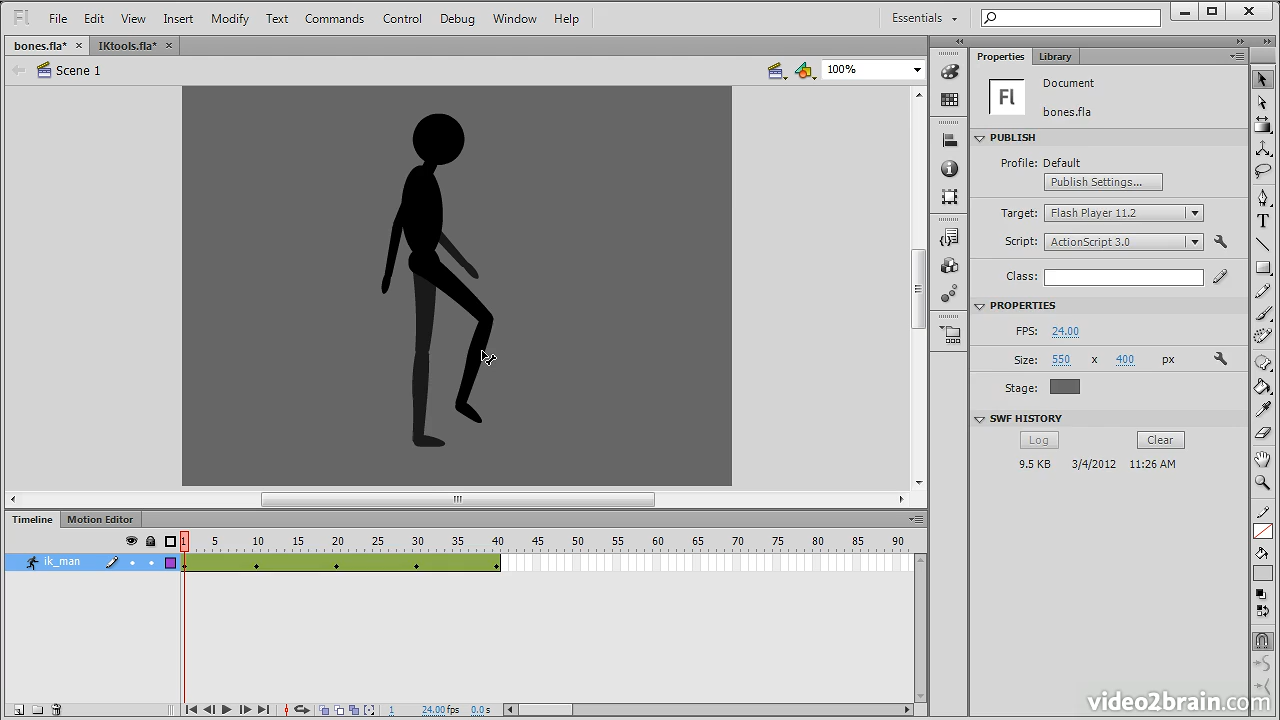 Fl File Edit View Insert Modify Text Commands Control Debug Window Help Essentials
bones.fla* × IKtools.fla* ×
Scene 1 100%
Properties Library
Fl Document
bones.fla
PUBLISH
Profile: Default
Publish Settings...
Target: Flash Player 11.2
Script: ActionScript 3.0
Class:
PROPERTIES
FPS: 24.00
Size: 550 x 400 px
Stage:
SWF HISTORY
Log Clear
9.5 KB 3/4/2012 11:26 AM
Timeline Motion Editor
1 5 10 15 20 25 30 35 40 45 50 55 60 65 70 75 80 85 90
ik_man
1 24.00fps 0.0s
video2brain.com